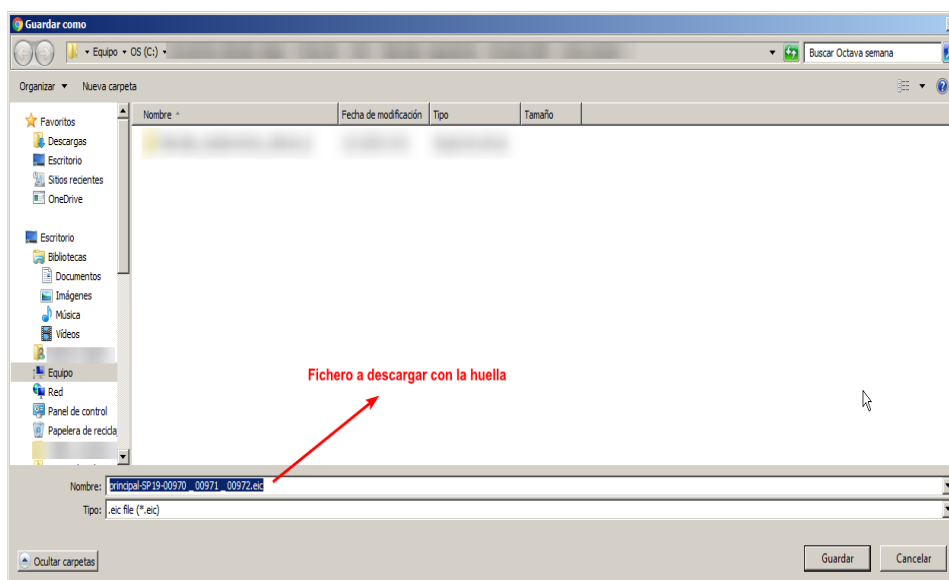 Guardar como
Equipo OS (C:)
Buscar Octava semana
Organizar Nueva carpeta
Nombre Fecha de modificación Tipo Tamaño
Favoritos
Descargas
Escritorio
Sitios recientes
OneDrive
Escritorio
Bibliotecas
Documentos
Imágenes
Música
Vídeos
Equipo
Red
Panel de control
Papelera de recicla
Fichero a descargar con la huella
Nombre: principal-SP19-00970 _00971 _00972.eic
Tipo: .eic file (*.eic)
Ocultar carpetas Guardar Cancelar